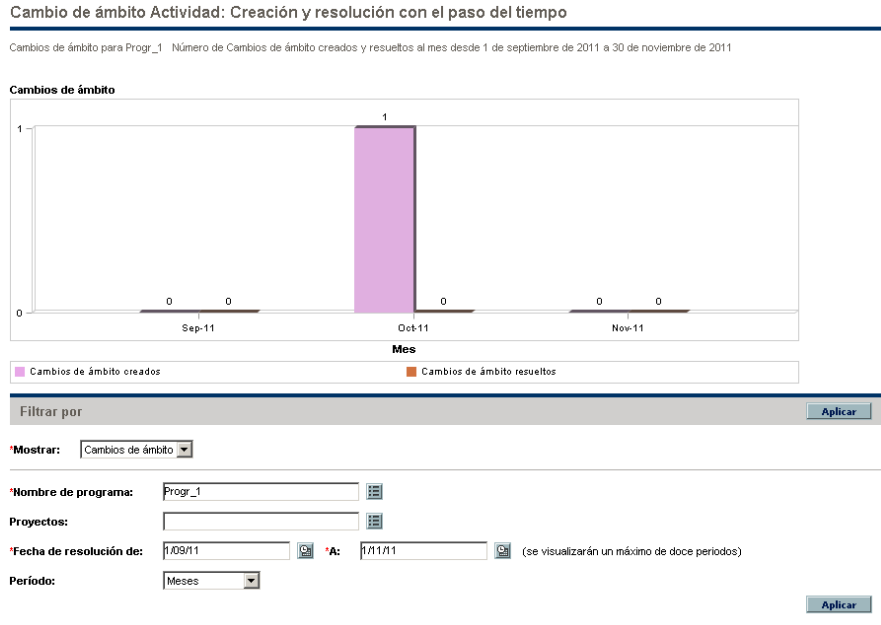 Cambio de ámbito Actividad: Creación y resolución con el paso del tiempo
Cambios de ámbito para Progr_1 Número de Cambios de ámbito creados y resueltos al mes desde 1 de septiembre de 2011 a 30 de noviembre de 2011
Cambios de ámbito
1
1
0 0 0 0 0
0
Sep-11 Oct-11 Nov-11
Mes
Cambios de ámbito creados Cambios de ámbito resueltos
Filtrar por Aplicar
*Mostrar: Cambios de ámbito
*Nombre de programa: Progr_1
Proyectos:
*Fecha de resolución de: 1/09/11 *A: 1/11/11 (se visualizarán un máximo de doce periodos)
Período: Meses
Aplicar